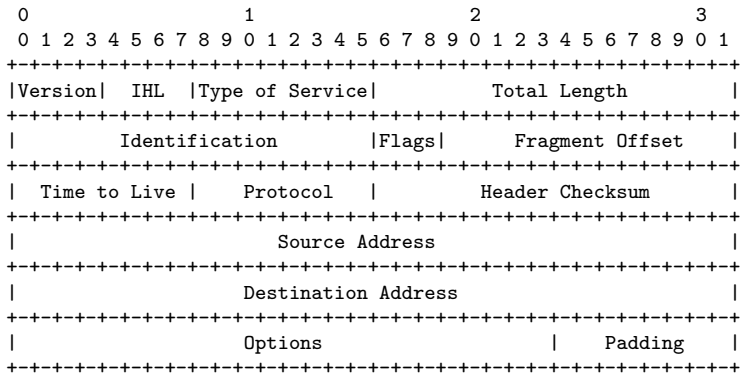 0                   1                   2                   3
 0 1 2 3 4 5 6 7 8 9 0 1 2 3 4 5 6 7 8 9 0 1 2 3 4 5 6 7 8 9 0 1
+-+-+-+-+-+-+-+-+-+-+-+-+-+-+-+-+-+-+-+-+-+-+-+-+-+-+-+-+-+-+-+-+
|Version|  IHL  |Type of Service|          Total Length         |
+-+-+-+-+-+-+-+-+-+-+-+-+-+-+-+-+-+-+-+-+-+-+-+-+-+-+-+-+-+-+-+-+
|         Identification        |Flags|      Fragment Offset    |
+-+-+-+-+-+-+-+-+-+-+-+-+-+-+-+-+-+-+-+-+-+-+-+-+-+-+-+-+-+-+-+-+
|  Time to Live |    Protocol   |         Header Checksum       |
+-+-+-+-+-+-+-+-+-+-+-+-+-+-+-+-+-+-+-+-+-+-+-+-+-+-+-+-+-+-+-+-+
|                       Source Address                          |
+-+-+-+-+-+-+-+-+-+-+-+-+-+-+-+-+-+-+-+-+-+-+-+-+-+-+-+-+-+-+-+-+
|                    Destination Address                        |
+-+-+-+-+-+-+-+-+-+-+-+-+-+-+-+-+-+-+-+-+-+-+-+-+-+-+-+-+-+-+-+-+
|                    Options                    |    Padding    |
+-+-+-+-+-+-+-+-+-+-+-+-+-+-+-+-+-+-+-+-+-+-+-+-+-+-+-+-+-+-+-+-+